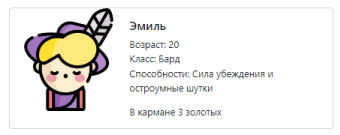 Эмиль
Возраст: 20
Класс: Бард
Способности: Сила убеждения и
остроумные шутки
В кармане 3 золотых